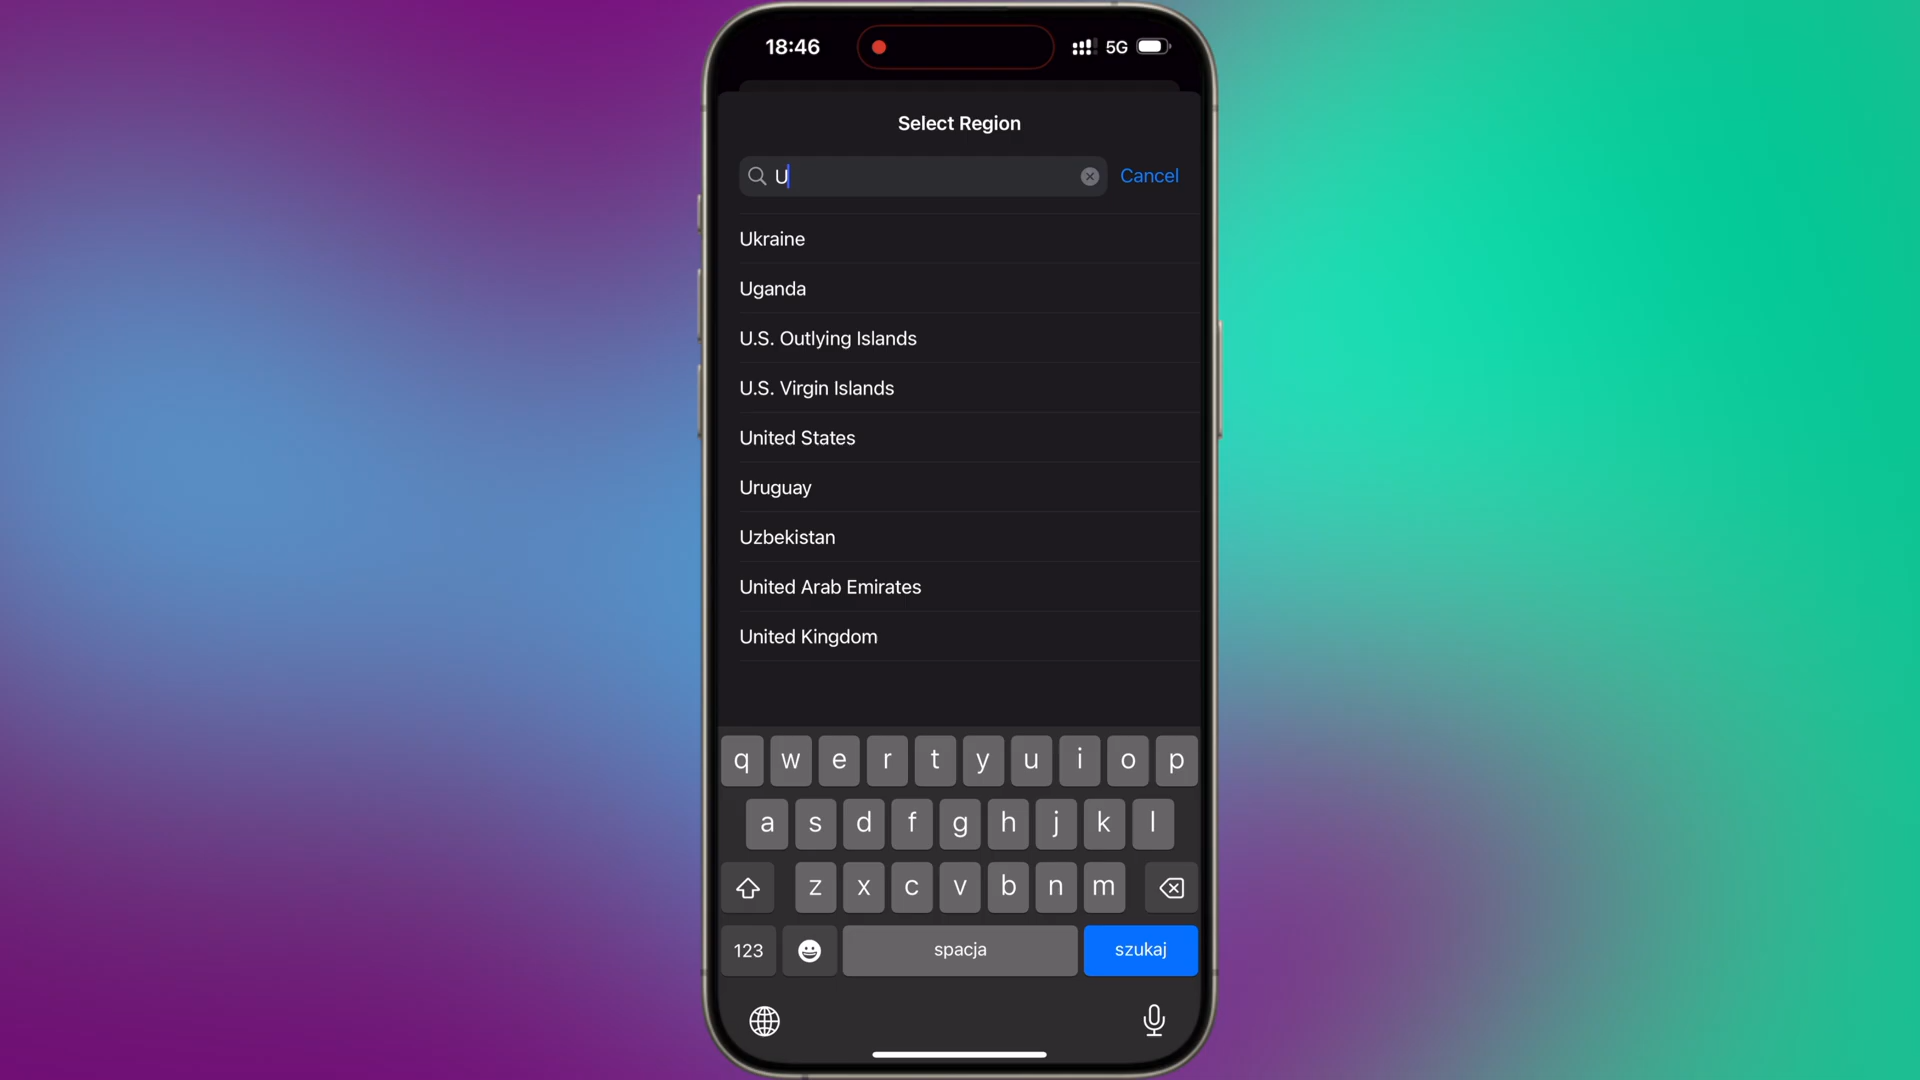 18:46 5G
Select Region
U Cancel
Ukraine
Uganda
U.S. Outlying Islands
U.S. Virgin Islands
United States
Uruguay
Uzbekistan
United Arab Emirates
United Kingdom
q w e r t y u i o p
a s d f g h j k l
z x c v b n m
123 spacja szukaj